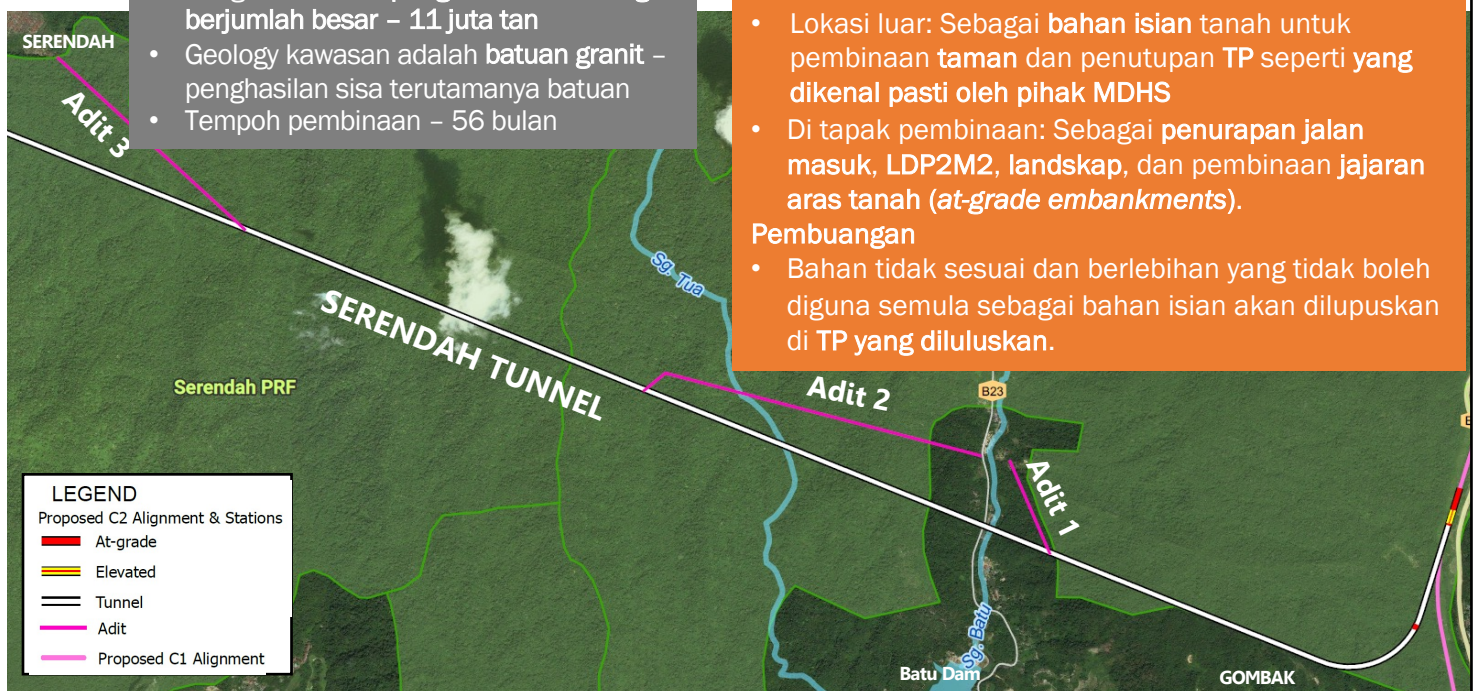 berjumlah besar – 11 juta tan
• Geology kawasan adalah batuan granit –
penghasilan sisa terutamanya batuan
• Tempoh pembinaan – 56 bulan
• Lokasi luar: Sebagai bahan isian tanah untuk
pembinaan taman dan penutupan TP seperti yang
dikenal pasti oleh pihak MDHS
• Di tapak pembinaan: Sebagai penurapan jalan
masuk, LDP2M2, landskap, dan pembinaan jajaran
aras tanah (at-grade embankments).
Pembuangan
• Bahan tidak sesuai dan berlebihan yang tidak boleh
diguna semula sebagai bahan isian akan dilupuskan
di TP yang diluluskan.
SERENDAH
Adit 3
Sg. Tua
SERENDAH TUNNEL
Serendah PRF
Adit 2
B23
Adit 1
Sg. Batu
Batu Dam
GOMBAK
LEGEND
Proposed C2 Alignment & Stations
At-grade
Elevated
Tunnel
Adit
Proposed C1 Alignment